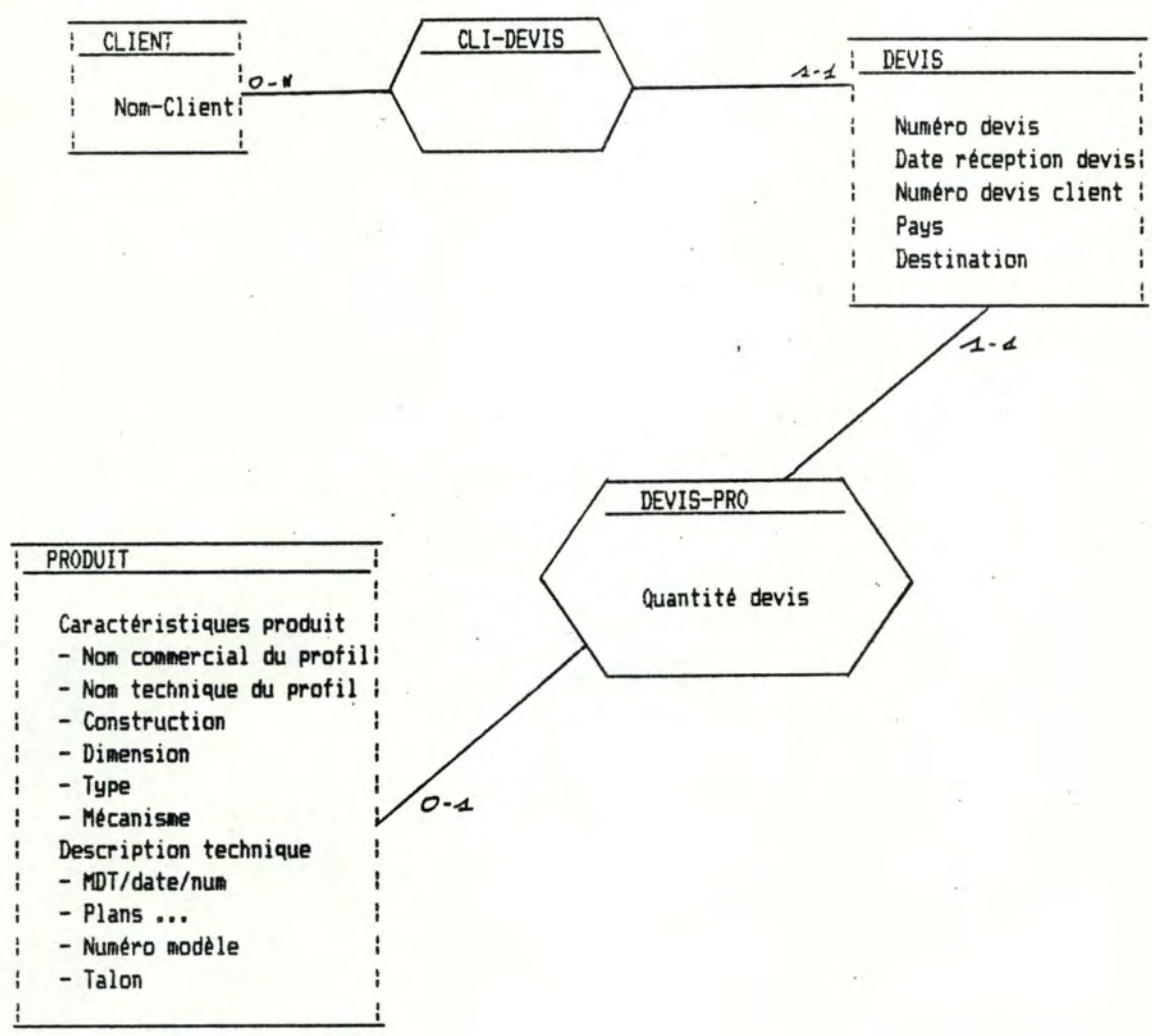 CLIENT
Nom-Client
0-N
CLI-DEVIS
1-1
DEVIS
Numéro devis
Date réception devis
Numéro devis client
Pays
Destination
1-1
DEVIS-PRO
Quantité devis
0-1
PRODUIT
Caractéristiques produit
- Nom commercial du profil
- Nom technique du profil
- Construction
- Dimension
- Type
- Mécanisme
Description technique
- MDT/date/num
- Plans ...
- Numéro modèle
- Talon